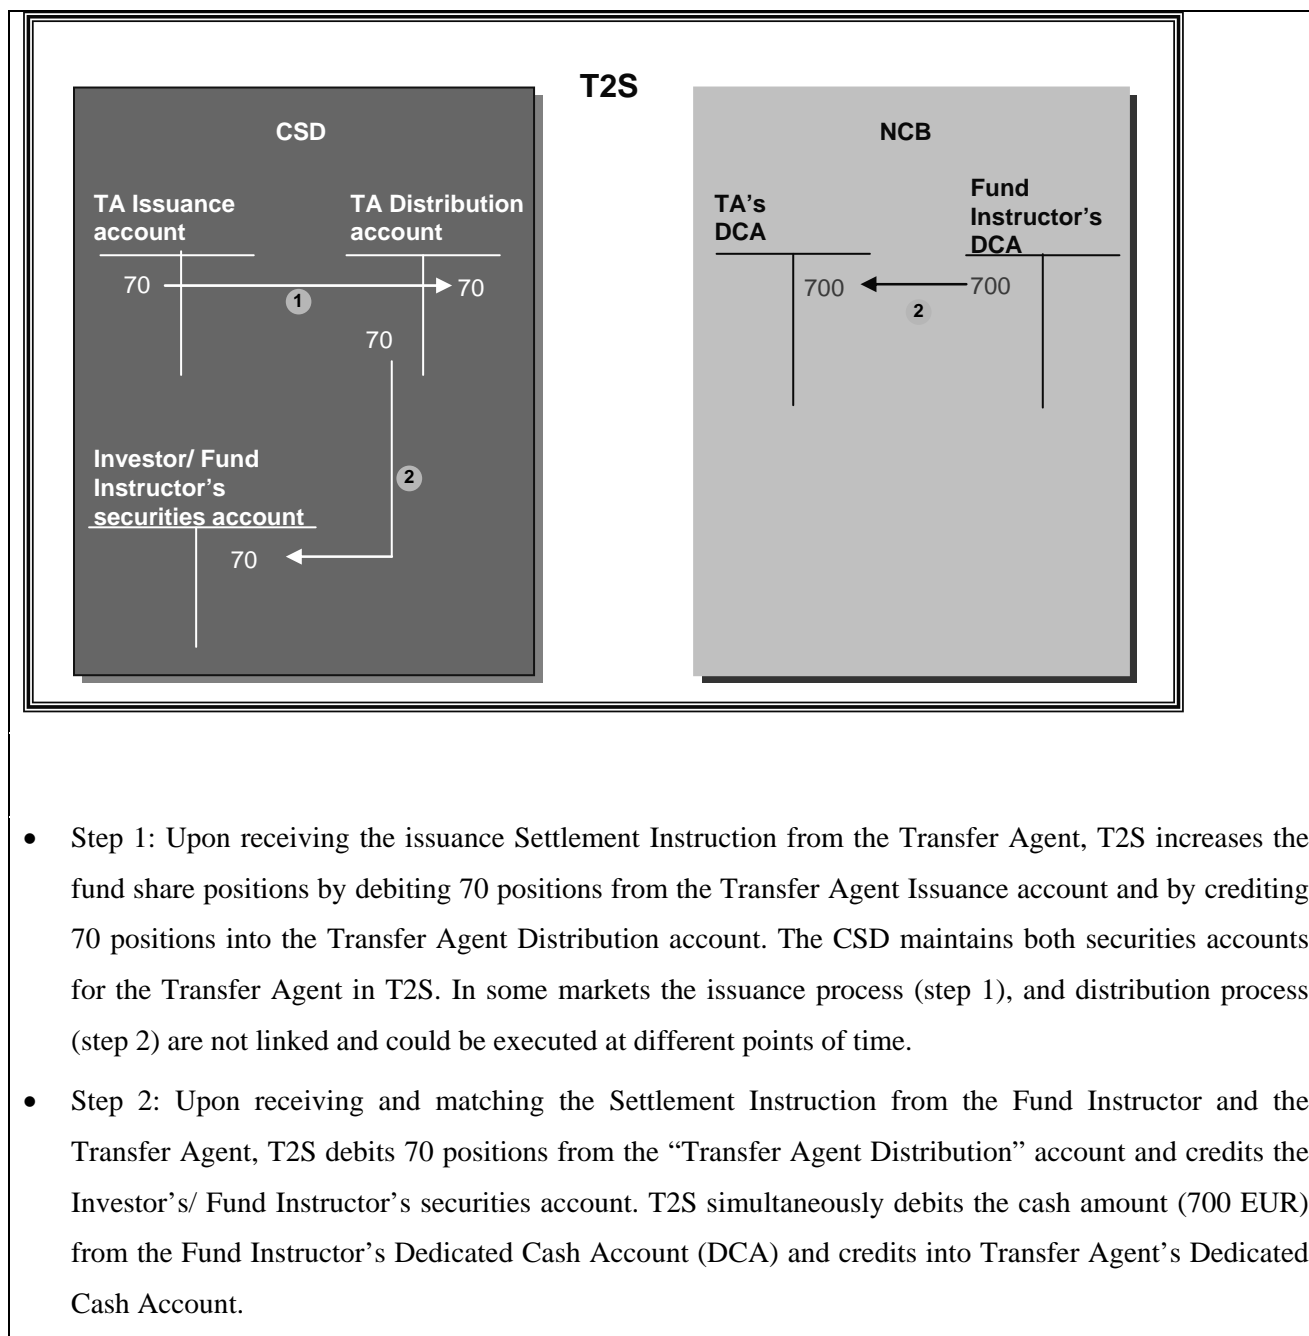 T2S
CSD
TA Issuance
account
TA Distribution
account
70
70
1
70
Investor/ Fund
Instructor’s
securities account
2
70
NCB
TA’s
DCA
Fund
Instructor’s
DCA
700
700
2
• Step 1: Upon receiving the issuance Settlement Instruction from the Transfer Agent, T2S increases the
fund share positions by debiting 70 positions from the Transfer Agent Issuance account and by crediting
70 positions into the Transfer Agent Distribution account. The CSD maintains both securities accounts
for the Transfer Agent in T2S. In some markets the issuance process (step 1), and distribution process
(step 2) are not linked and could be executed at different points of time.
• Step 2: Upon receiving and matching the Settlement Instruction from the Fund Instructor and the
Transfer Agent, T2S debits 70 positions from the “Transfer Agent Distribution” account and credits the
Investor’s/ Fund Instructor’s securities account. T2S simultaneously debits the cash amount (700 EUR)
from the Fund Instructor’s Dedicated Cash Account (DCA) and credits into Transfer Agent’s Dedicated
Cash Account.